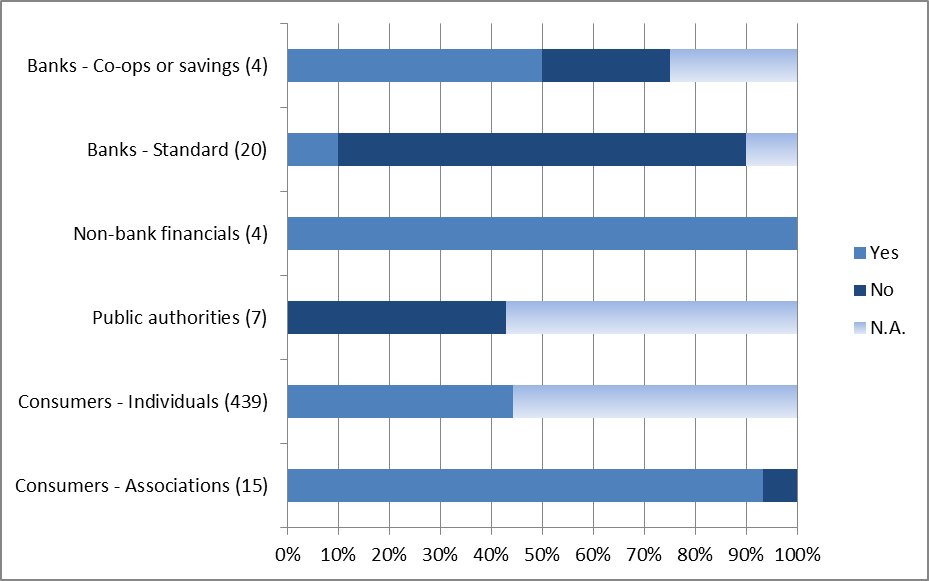 Banks - Co-ops or savings (4)
Banks - Standard (20)
Non-bank financials (4)
Public authorities (7)
Consumers - Individuals (439)
Consumers - Associations (15)
0% 10% 20% 30% 40% 50% 60% 70% 80% 90% 100%
Yes
No
N.A.